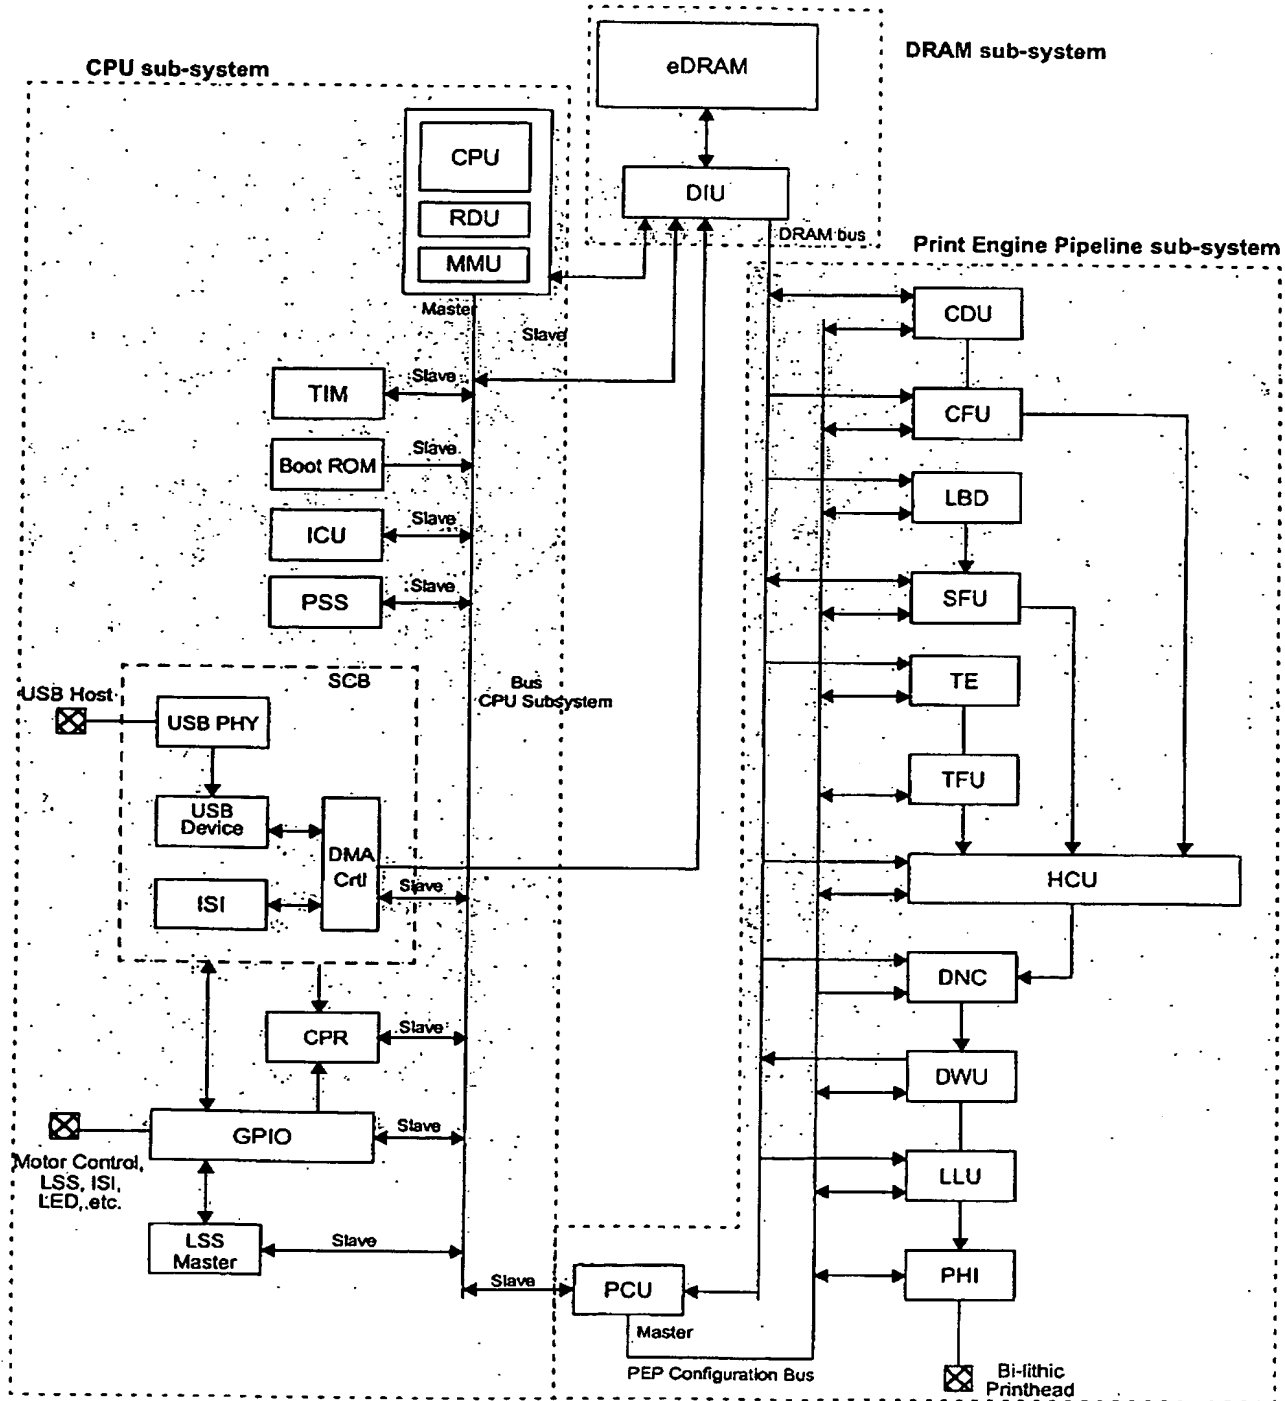 CPU sub-system
DRAM sub-system
eDRAM
CPU
RDU
MMU
DIU
DRAM bus
Print Engine Pipeline sub-system
Master
Slave
CDU
TIM
Slave
CFU
Boot ROM
Slave
LBD
ICU
Slave
PSS
Slave
SFU
SCB
USB Host
USB PHY
Bus
CPU Subsystem
TE
TFU
USB
Device
DMA
Crtl
Slave
ISI
HCU
DNC
CPR
Slave
DWU
GPIO
Slave
Motor Control,
LSS, ISI,
LED, etc.
LLU
LSS
Master
Slave
Slave
PCU
PHI
Master
PEP Configuration Bus
Bi-lithic
Printhead